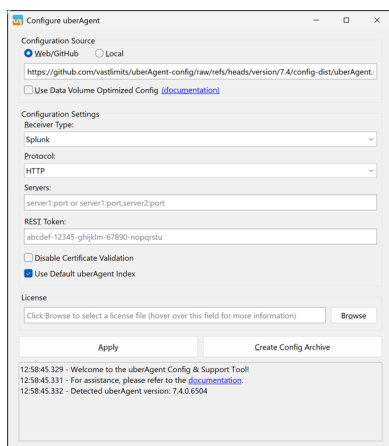 Configure uberAgent
Configuration Source
Web/GitHub Local
https://github.com/vastlimits/uberAgent-config/raw/refs/heads/version/7.4/config-dist/uberAgent.
Use Data Volume Optimized Config (documentation)
Configuration Settings
Receiver Type:
Splunk
Protocol:
HTTP
Servers:
server1:port or server1:port,server2:port
REST Token:
abcdef-12345-ghijklm-67890-nopqrstu
Disable Certificate Validation
Use Default uberAgent Index
License
Click Browse to select a license file (hover over this field for more information) Browse
Apply Create Config Archive
12:58:45.329 - Welcome to the uberAgent Config & Support Tool!
12:58:45.331 - For assistance, please refer to the documentation.
12:58:45.332 - Detected uberAgent version: 7.4.0.6504